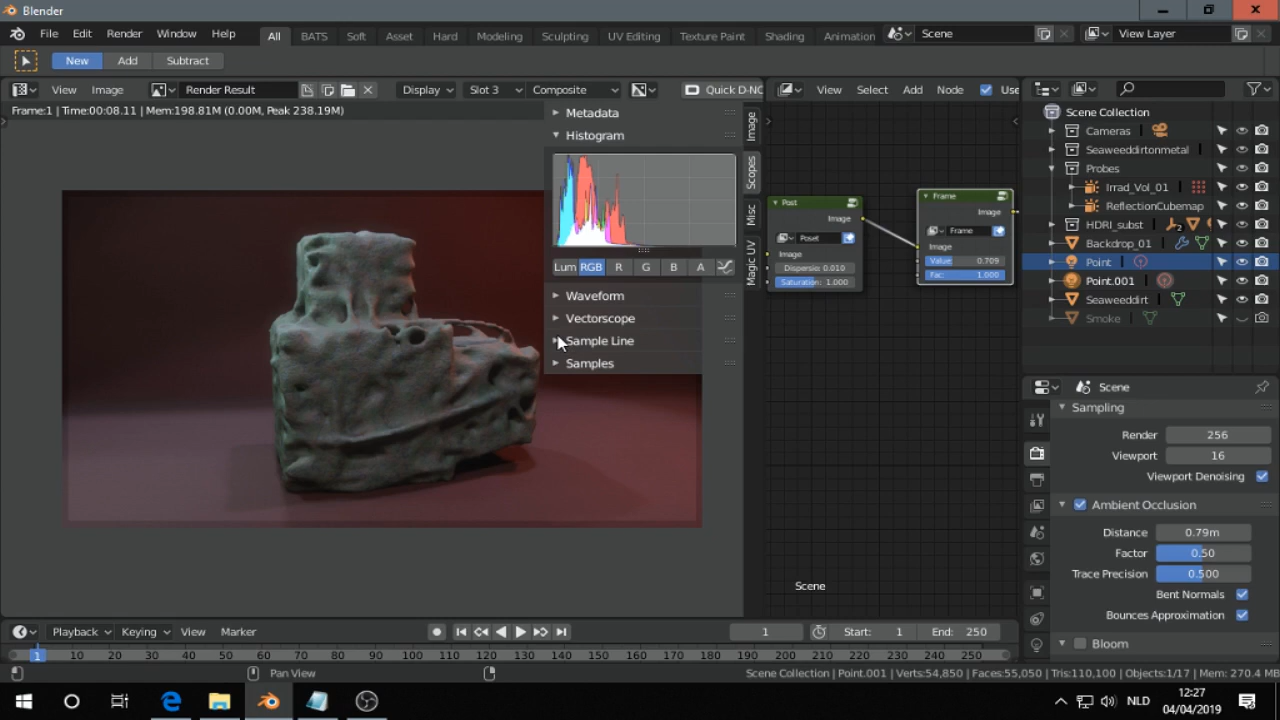 Blender
File Edit Render Window Help All BATS Soft Asset Hard Modeling Sculpting UV Editing Texture Paint Shading Animation Scene View Layer
New Add Subtract
View Image Render Result Display Slot 3 Composite Quick D-NO View Select Add Node Use
Frame:1 | Time:00:08.11 | Mem:198.81M (0.00M, Peak 238.19M)
Metadata
Histogram
Lum RGB R G B A
Waveform
Vectorscope
Sample Line
Samples
Image
Scopes
Misc
Magic UV
Post
Image
Poset
Image
Dispersic 0.010
Saturation: 1.000
Frame
Image
Frame
Image
Value 0.709
Fac: 1.000
Scene
Scene Collection
Cameras
Seaweeddirtonmetal
Probes
Irrad_Vol_01
ReflectionCubemap
HDRI_subst
Backdrop_01
Point
Point.001
Seaweeddirt
Smoke
Scene
Sampling
Render 256
Viewport 16
Viewport Denoising
Ambient Occlusion
Distance 0.79m
Factor 0.50
Trace Precision 0.500
Bent Normals
Bounces Approximation
Bloom
Playback Keying View Marker 1 Start: 1 End: 250
1 10 20 30 40 50 60 70 80 90 100 110 120 130 140 150 160 170 180 190 200 210 220 230 240 250
Pan View Scene Collection | Point.001 | Verts:54,850 | Faces:55,050 | Tris:110,100 | Objects:1/17 | Mem: 270.4 MB
NLD 12:27
04/04/2019